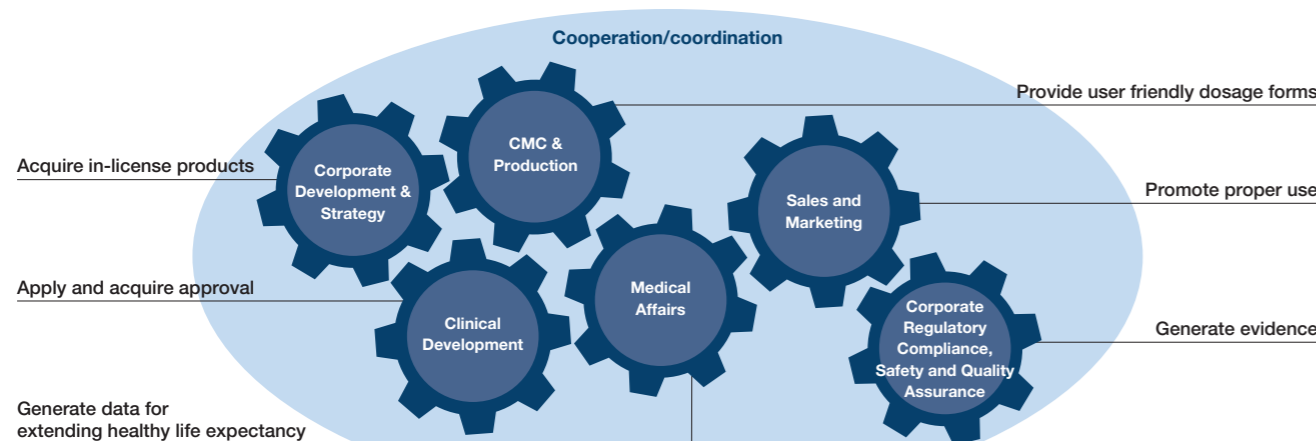 Cooperation/coordination
Provide user friendly dosage forms
CMC &
Production
Acquire in-license products
Corporate
Development &
Strategy
Sales and
Marketing
Promote proper use
Apply and acquire approval
Clinical
Development
Medical
Affairs
Corporate
Regulatory
Compliance,
Safety and Quality
Assurance
Generate evidence
Generate data for
extending healthy life expectancy